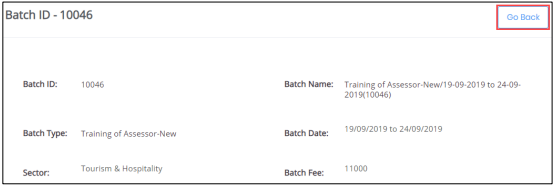 Batch ID - 10046
Go Back
Batch ID: 10046 Batch Name: Training of Assessor-New/19-09-2019 to 24-09-
2019(10046)
Batch Type: Training of Assessor-New Batch Date: 19/09/2019 to 24/09/2019
Sector: Tourism & Hospitality Batch Fee: 11000